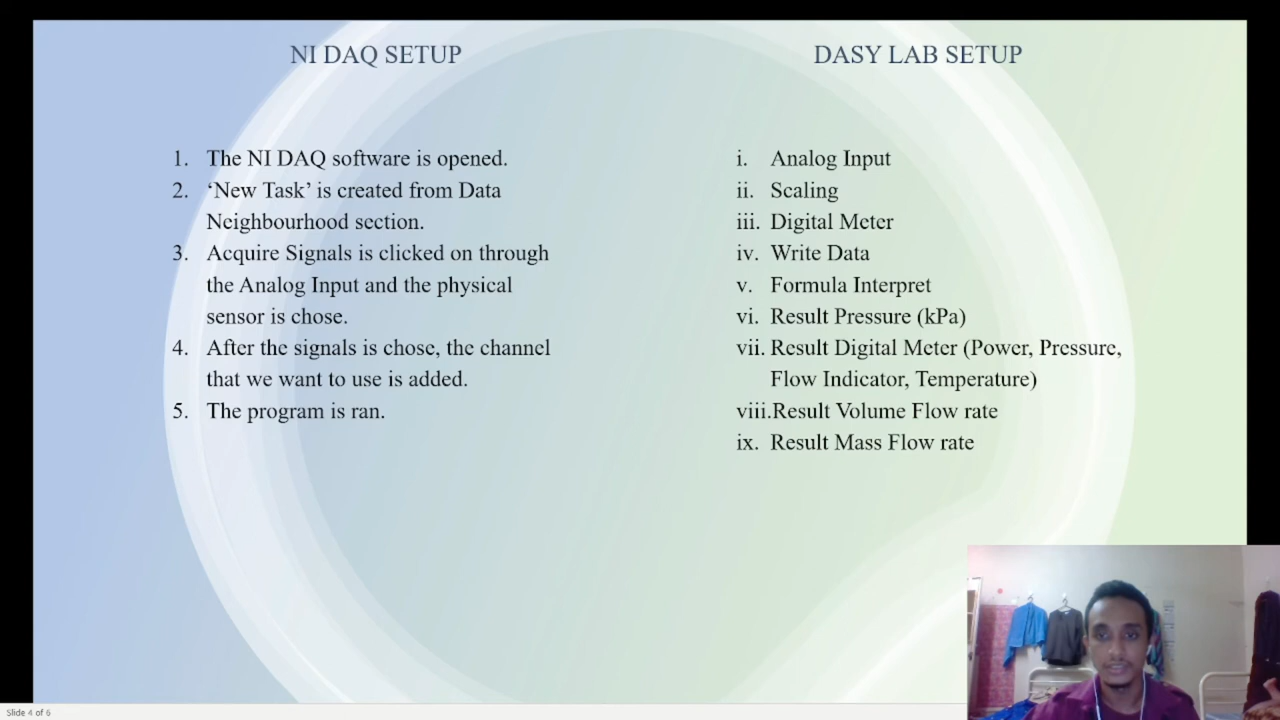 NI DAQ SETUP
1. The NI DAQ software is opened.
2. ‘New Task’ is created from Data
Neighbourhood section.
3. Acquire Signals is clicked on through
the Analog Input and the physical
sensor is chose.
4. After the signals is chose, the channel
that we want to use is added.
5. The program is ran.
DASY LAB SETUP
i. Analog Input
ii. Scaling
iii. Digital Meter
iv. Write Data
v. Formula Interpret
vi. Result Pressure (kPa)
vii. Result Digital Meter (Power, Pressure,
Flow Indicator, Temperature)
viii.Result Volume Flow rate
ix. Result Mass Flow rate
Slide 4 of 6